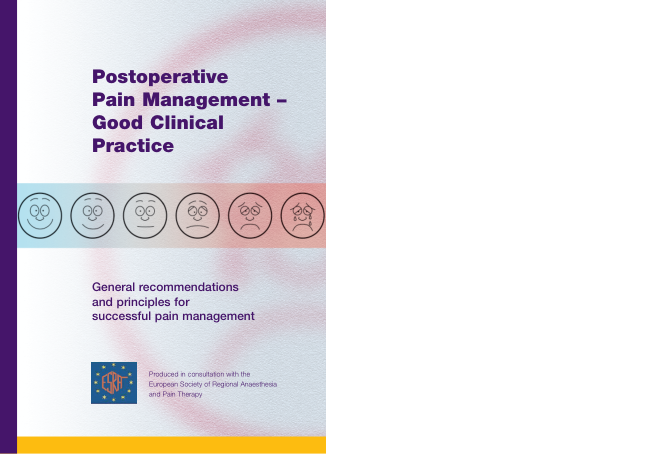 Postoperative
Pain Management –
Good Clinical
Practice
General recommendations
and principles for
successful pain management
ESRA
Produced in consultation with the
European Society of Regional Anaesthesia
and Pain Therapy